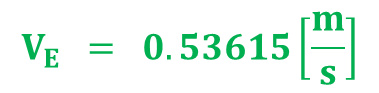 V_E = 0.53615 [m/s]